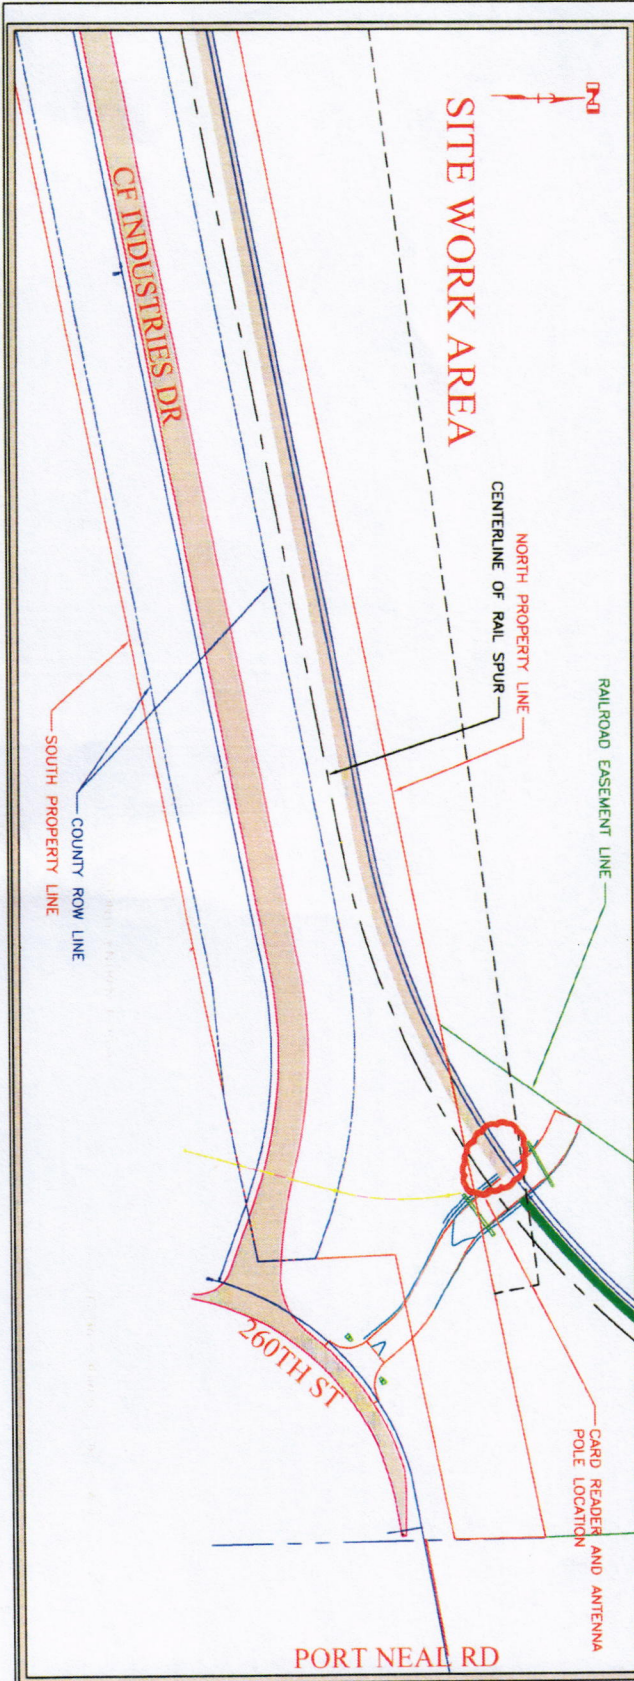 N
SITE WORK AREA
CF INDUSTRIES DR
NORTH PROPERTY LINE
CENTERLINE OF RAIL SPUR
RAILROAD EASEMENT LINE
COUNTY ROW LINE
SOUTH PROPERTY LINE
260TH ST
CARD READER AND ANTENNA
POLE LOCATION
PORT NEAL RD